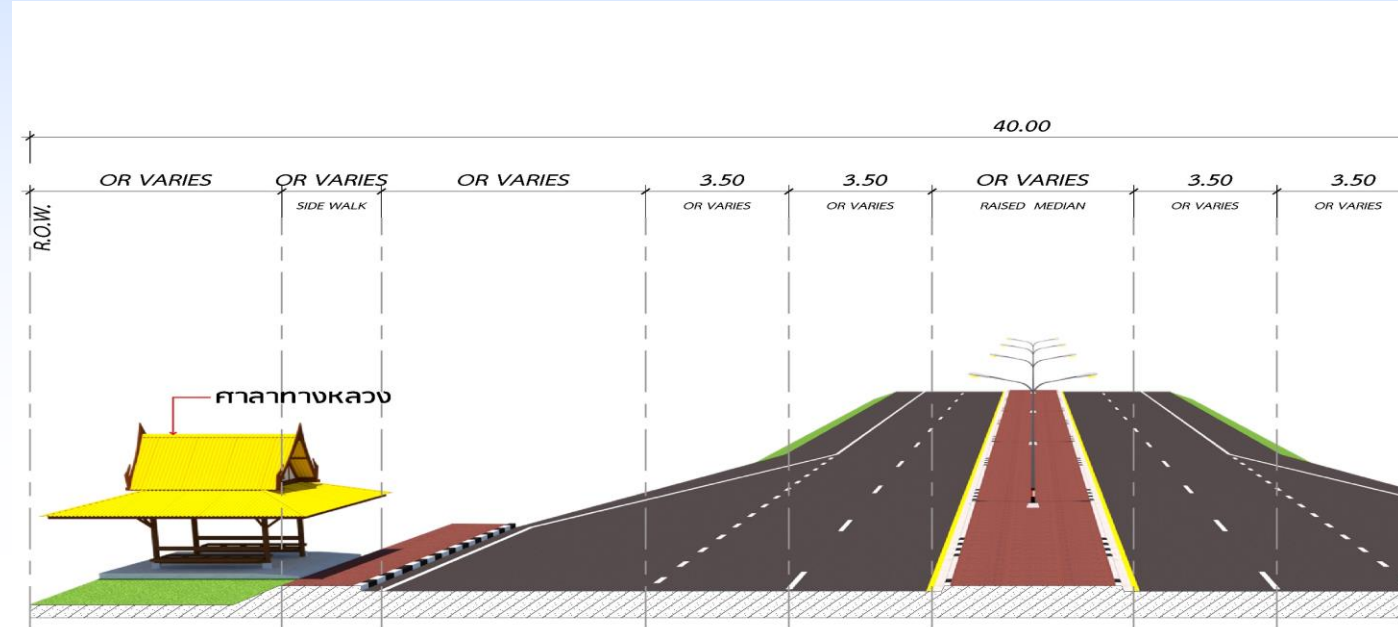 40.00
OR VARIES OR VARIES OR VARIES 3.50 3.50 OR VARIES 3.50 3.50
SIDE WALK OR VARIES OR VARIES RAISED MEDIAN OR VARIES OR VARIES
R.O.W.
ศาลาทางหลวง